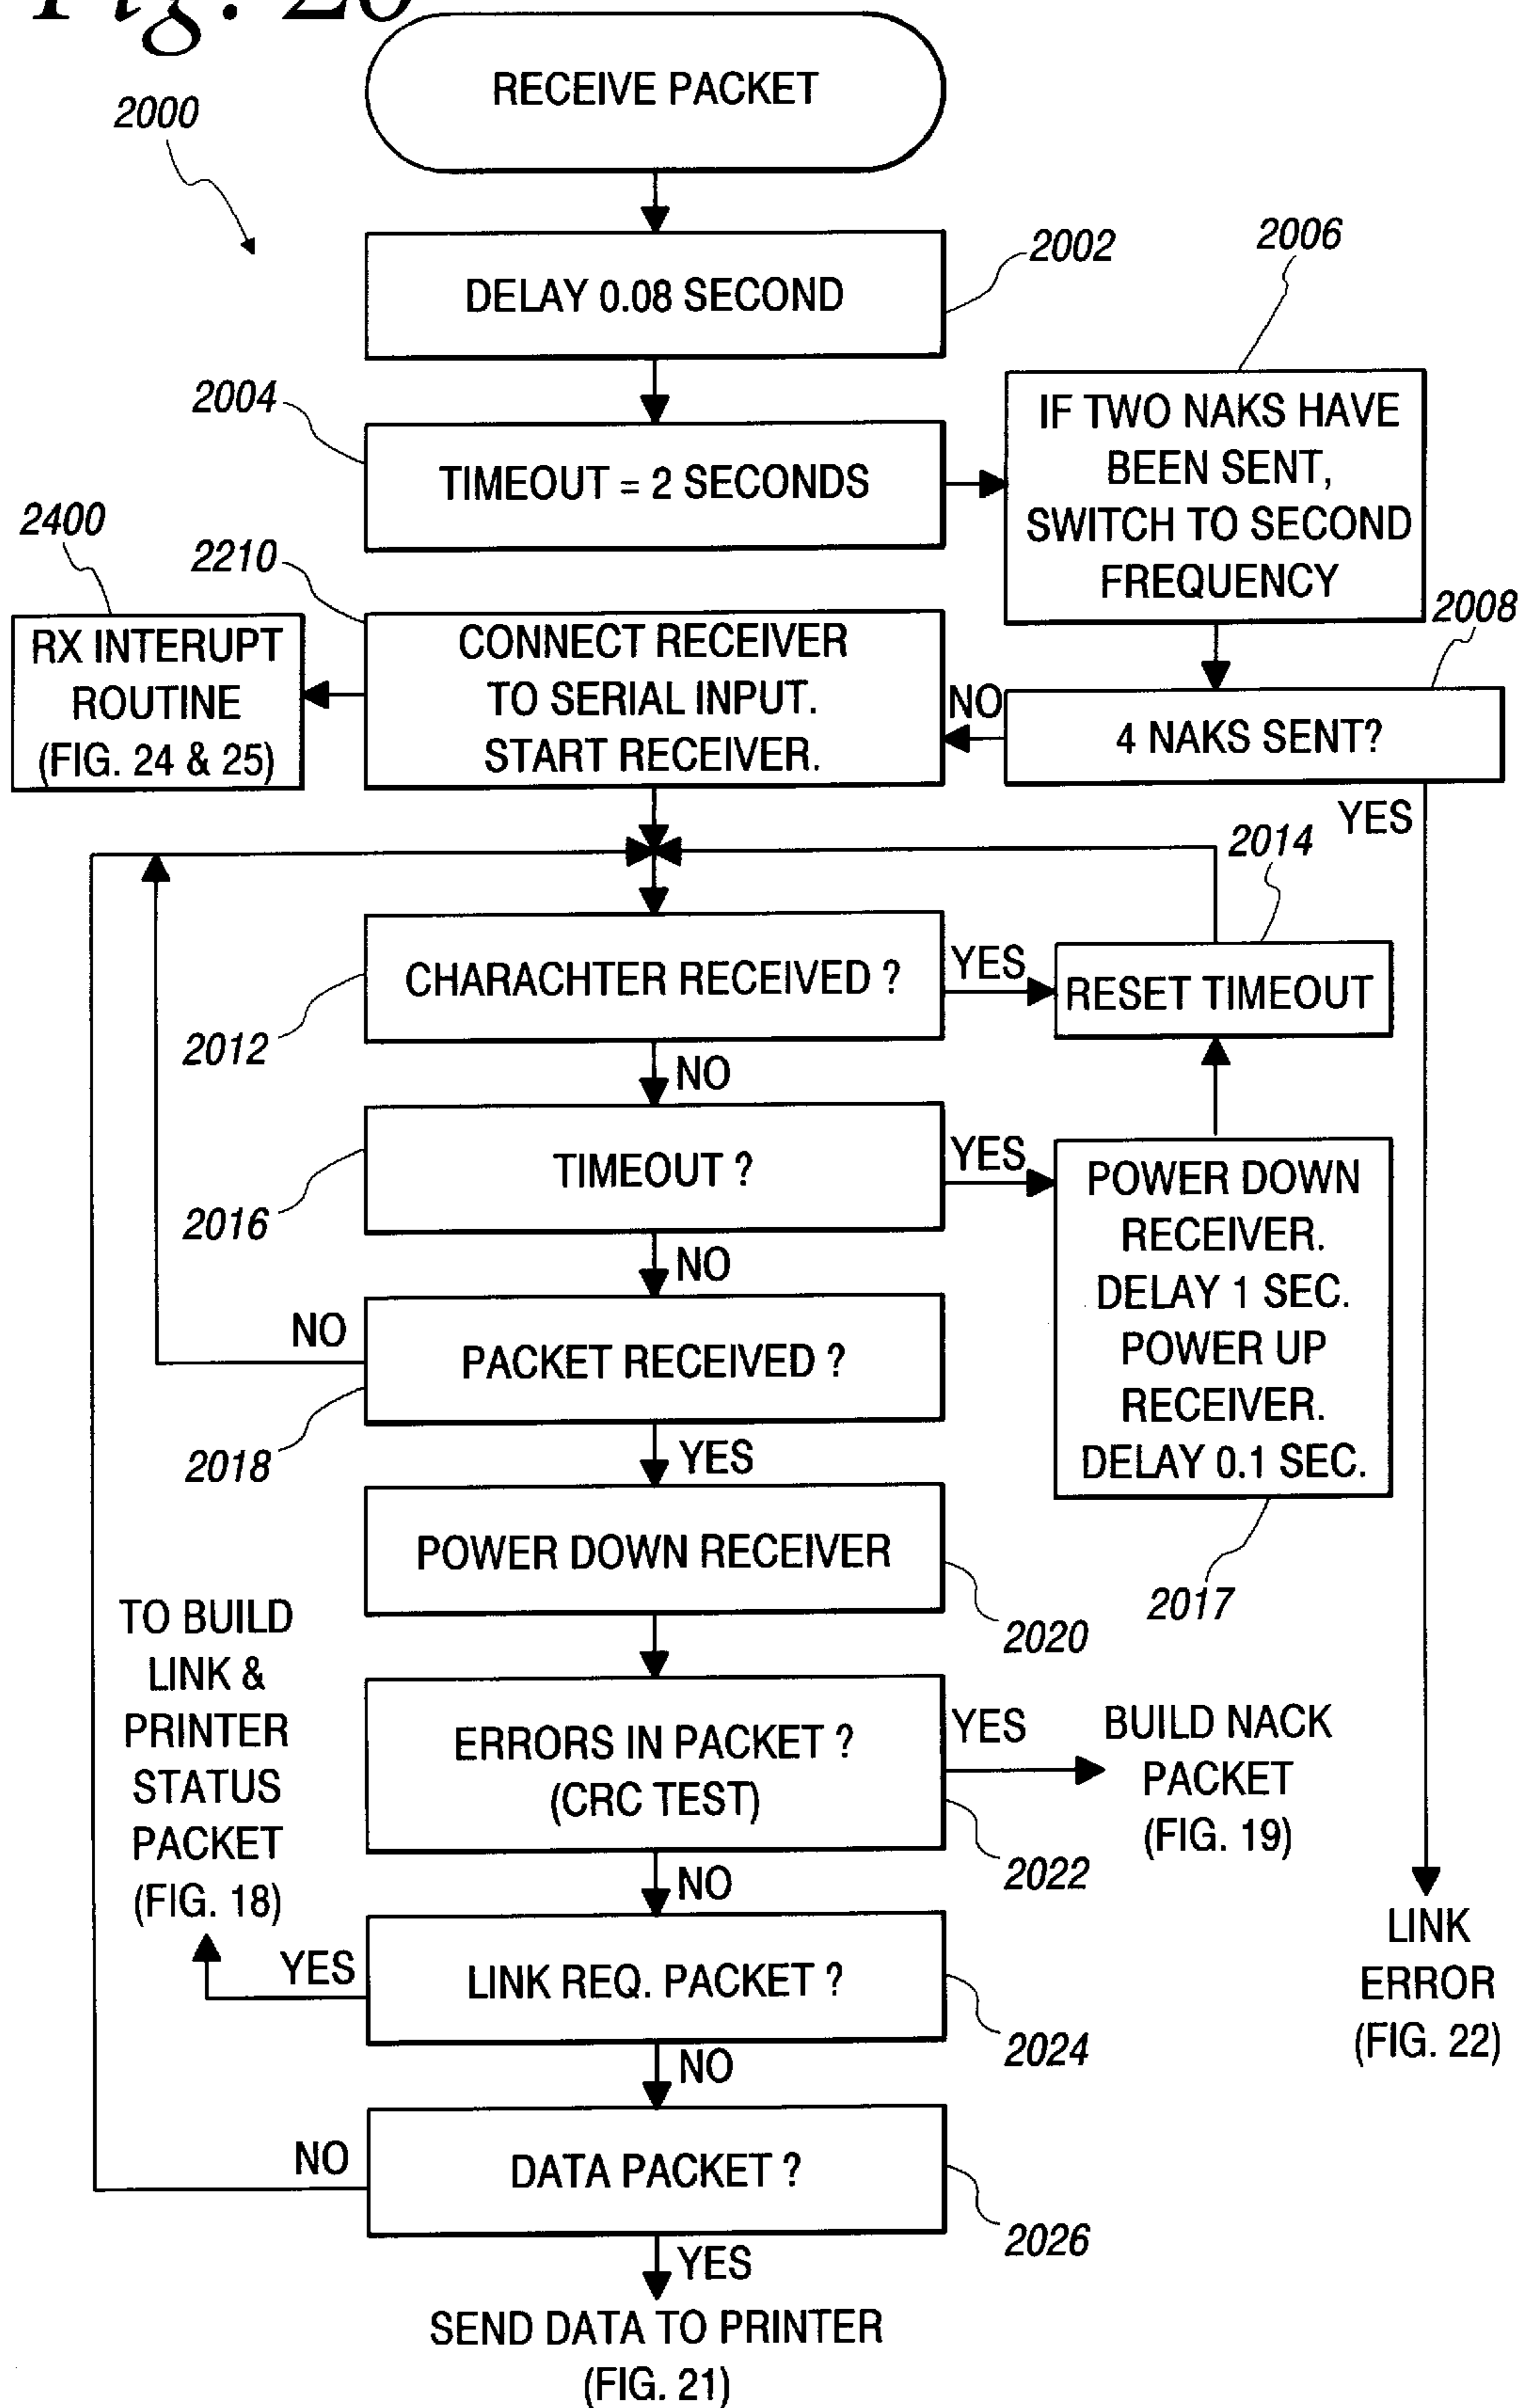 Fig. 20
RECEIVE PACKET
2000
DELAY 0.08 SECOND
2002
2006
2004
TIMEOUT = 2 SECONDS
IF TWO NAKS HAVE
BEEN SENT,
SWITCH TO SECOND
FREQUENCY
2400
RX INTERUPT
ROUTINE
(FIG. 24 & 25)
2210
CONNECT RECEIVER
TO SERIAL INPUT.
START RECEIVER.
NO
2008
4 NAKS SENT?
YES
2014
CHARACHTER RECEIVED ?
YES
RESET TIMEOUT
2012
NO
TIMEOUT ?
YES
2016
POWER DOWN
RECEIVER.
DELAY 1 SEC.
POWER UP
RECEIVER.
DELAY 0.1 SEC.
2017
NO
NO
PACKET RECEIVED ?
2018
YES
POWER DOWN RECEIVER
2020
TO BUILD
LINK &
PRINTER
STATUS
PACKET
(FIG. 18)
ERRORS IN PACKET ?
(CRC TEST)
YES
BUILD NACK
PACKET
(FIG. 19)
2022
NO
LINK
ERROR
(FIG. 22)
YES
LINK REQ. PACKET ?
2024
NO
NO
DATA PACKET ?
2026
YES
SEND DATA TO PRINTER
(FIG. 21)